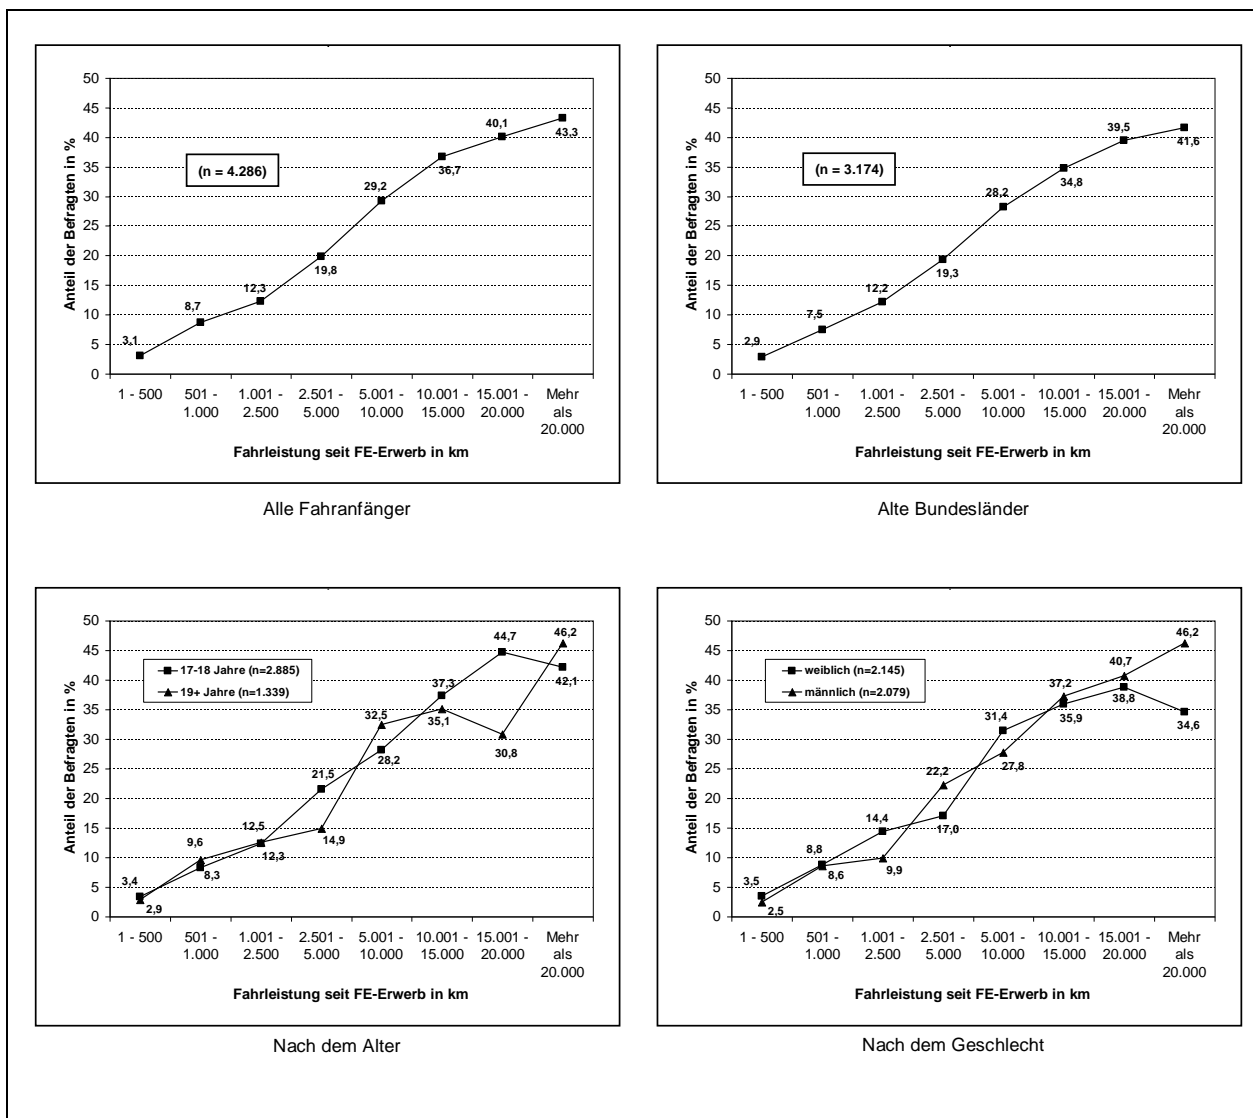 50
45
40
35
30
25
20
15
10
5
0
Anteil der Befragten in %
(n = 4.286)
3,1
8,7
12,3
19,8
29,2
36,7
40,1
43,3
1 - 500
501 - 1.000
1.001 - 2.500
2.501 - 5.000
5.001 - 10.000
10.001 - 15.000
15.001 - 20.000
Mehr als 20.000
Fahrleistung seit FE-Erwerb in km
Alle Fahranfänger
50
45
40
35
30
25
20
15
10
5
0
Anteil der Befragten in %
(n = 3.174)
2,9
7,5
12,2
19,3
28,2
34,8
39,5
41,6
1 - 500
501 - 1.000
1.001 - 2.500
2.501 - 5.000
5.001 - 10.000
10.001 - 15.000
15.001 - 20.000
Mehr als 20.000
Fahrleistung seit FE-Erwerb in km
Alte Bundesländer
50
45
40
35
30
25
20
15
10
5
0
Anteil der Befragten in %
17-18 Jahre (n=2.885)
19+ Jahre (n=1.339)
3,4
2,9
9,6
8,3
12,5
12,3
21,5
14,9
32,5
28,2
37,3
35,1
44,7
30,8
46,2
42,1
1 - 500
501 - 1.000
1.001 - 2.500
2.501 - 5.000
5.001 - 10.000
10.001 - 15.000
15.001 - 20.000
Mehr als 20.000
Fahrleistung seit FE-Erwerb in km
Nach dem Alter
50
45
40
35
30
25
20
15
10
5
0
Anteil der Befragten in %
weiblich (n=2.145)
männlich (n=2.079)
3,5
2,5
8,8
8,6
14,4
9,9
22,2
17,0
31,4
27,8
37,2
35,9
40,7
38,8
46,2
34,6
1 - 500
501 - 1.000
1.001 - 2.500
2.501 - 5.000
5.001 - 10.000
10.001 - 15.000
15.001 - 20.000
Mehr als 20.000
Fahrleistung seit FE-Erwerb in km
Nach dem Geschlecht